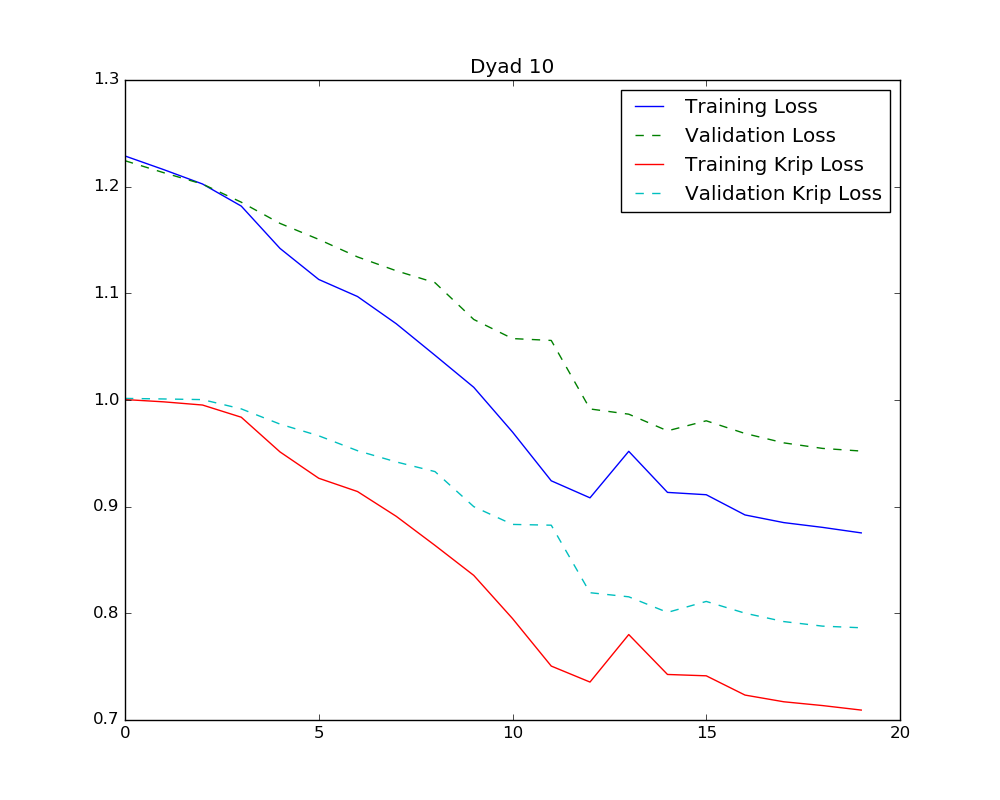 Dyad 10
1.3
1.2
1.1
1.0
0.9
0.8
0.7
0 5 10 15 20
Training Loss
Validation Loss
Training Krip Loss
Validation Krip Loss